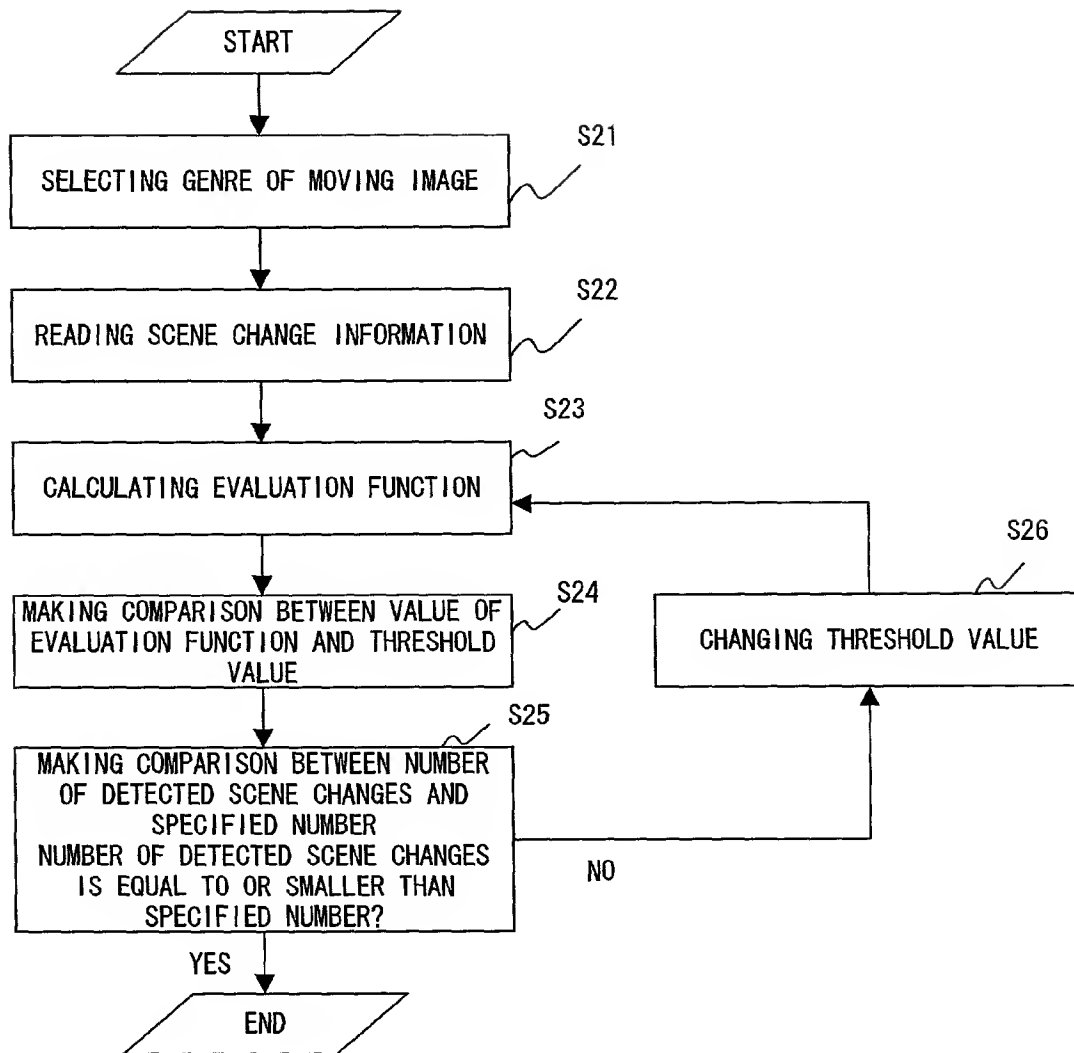 START
S21
SELECTING GENRE OF MOVING IMAGE
S22
READING SCENE CHANGE INFORMATION
S23
CALCULATING EVALUATION FUNCTION
S26
CHANGING THRESHOLD VALUE
S24
MAKING COMPARISON BETWEEN VALUE OF
EVALUATION FUNCTION AND THRESHOLD
VALUE
S25
MAKING COMPARISON BETWEEN NUMBER
OF DETECTED SCENE CHANGES AND
SPECIFIED NUMBER
NUMBER OF DETECTED SCENE CHANGES
IS EQUAL TO OR SMALLER THAN
SPECIFIED NUMBER?
NO
YES
END